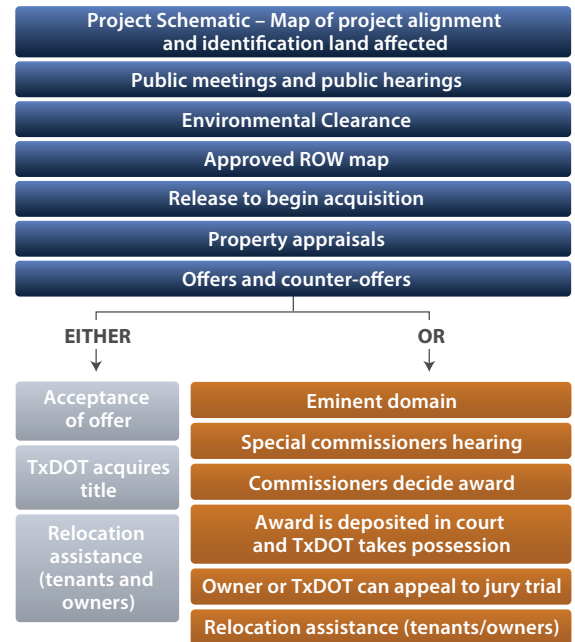 Project Schematic – Map of project alignment
and identification land affected
Public meetings and public hearings
Environmental Clearance
Approved ROW map
Release to begin acquisition
Property appraisals
Offers and counter-offers
EITHER
OR
Acceptance
of offer
TxDOT acquires
title
Relocation
assistance
(tenants and
owners)
Eminent domain
Special commissioners hearing
Commissioners decide award
Award is deposited in court
and TxDOT takes possession
Owner or TxDOT can appeal to jury trial
Relocation assistance (tenants/owners)